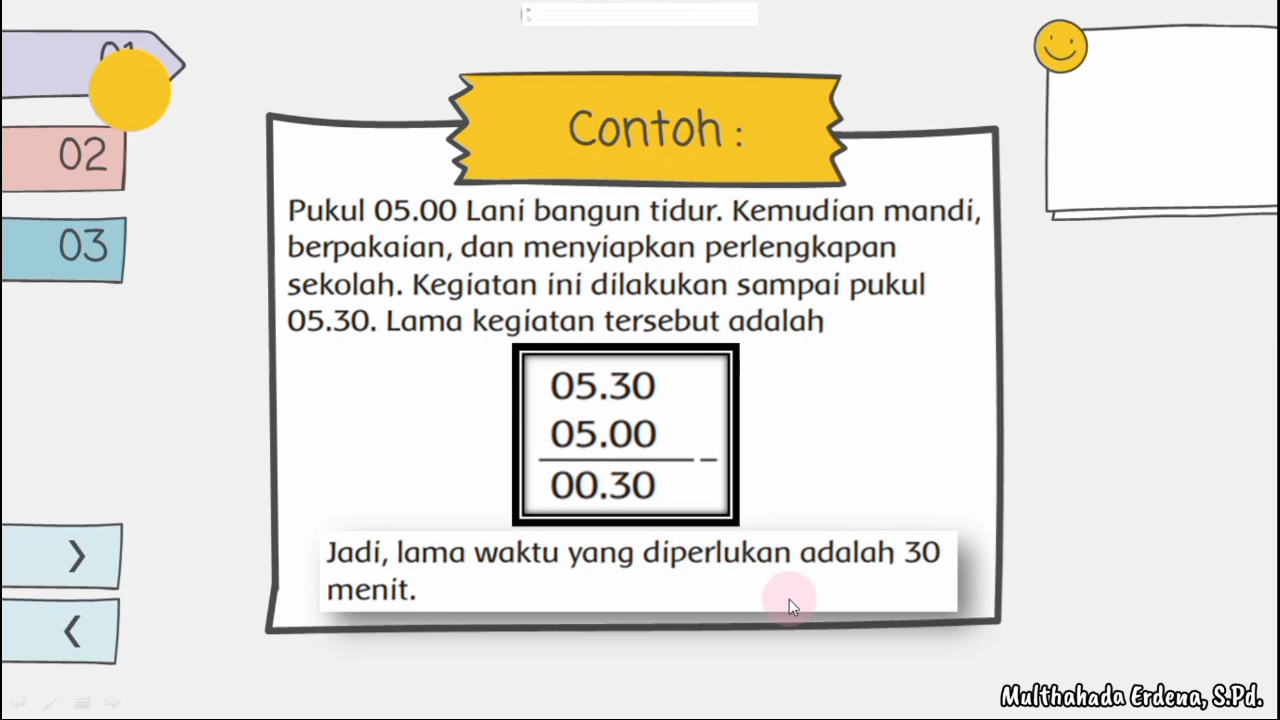 01
02
03
Contoh :
Pukul 05.00 Lani bangun tidur. Kemudian mandi,
berpakaian, dan menyiapkan perlengkapan
sekolah. Kegiatan ini dilakukan sampai pukul
05.30. Lama kegiatan tersebut adalah
05.30
05.00
00.30
Jadi, lama waktu yang diperlukan adalah 30
menit.
Multhahada Erdena, S.Pd.